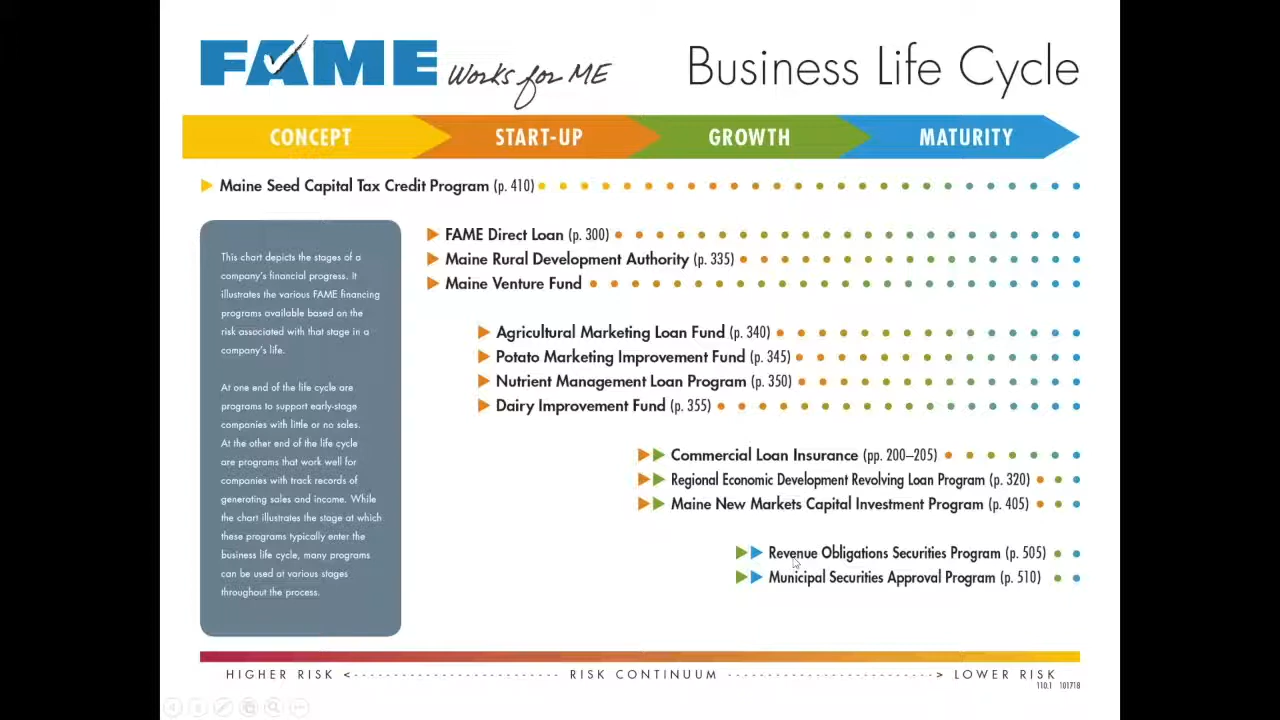 FAME Works for ME
Business Life Cycle
CONCEPT
START-UP
GROWTH
MATURITY
Maine Seed Capital Tax Credit Program (p. 410)
This chart depicts the stages of a
company's financial progress. It
illustrates the various FAME financing
programs available based on the
risk associated with that stage in a
company's life.
At one end of the life cycle are
programs to support early-stage
companies with little or no sales.
At the other end of the life cycle
are programs that work well for
companies with track records of
generating sales and income. While
the chart illustrates the stage at which
these programs typically enter the
business life cycle, many programs
can be used at various stages
throughout the process.
FAME Direct Loan (p. 300)
Maine Rural Development Authority (p. 335)
Maine Venture Fund
Agricultural Marketing Loan Fund (p. 340)
Potato Marketing Improvement Fund (p. 345)
Nutrient Management Loan Program (p. 350)
Dairy Improvement Fund (p. 355)
Commercial Loan Insurance (pp. 200–205)
Regional Economic Development Revolving Loan Program (p. 320)
Maine New Markets Capital Investment Program (p. 405)
Revenue Obligations Securities Program (p. 505)
Municipal Securities Approval Program (p. 510)
HIGHER RISK <- - - - - - - - - - - - - - - - - - - - - - RISK CONTINUUM - - - - - - - - - - - - - - - - - - - - - -> LOWER RISK
110.1 101718